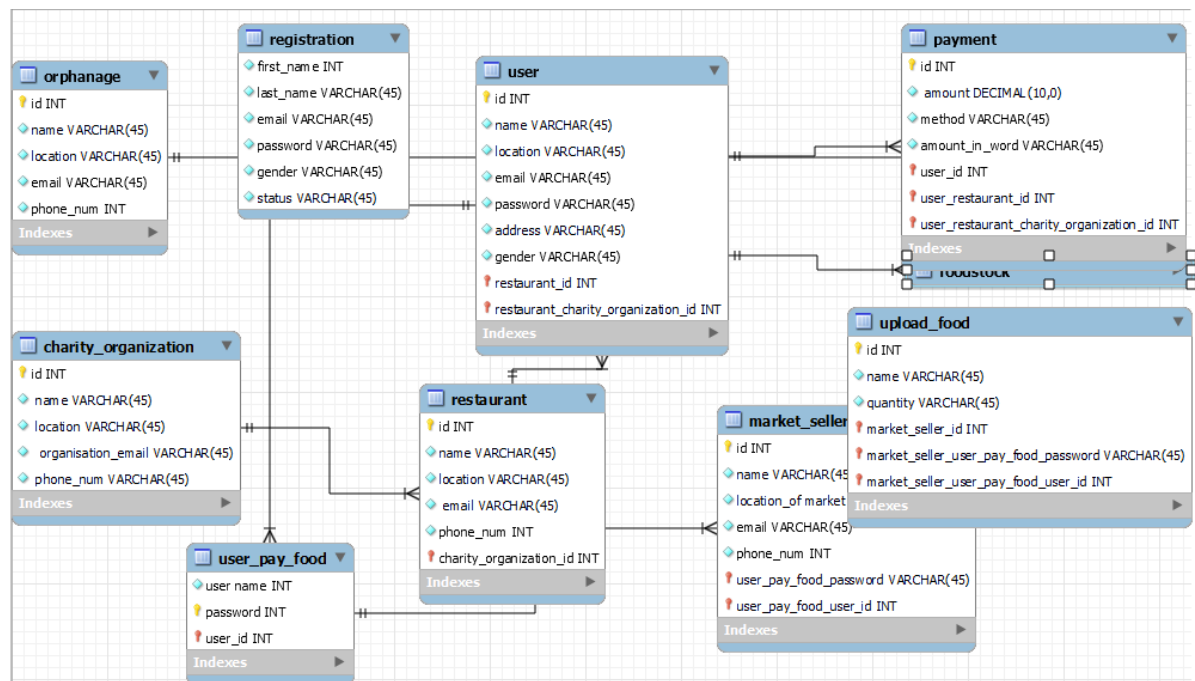 orphanage
id INT
name VARCHAR(45)
location VARCHAR(45)
email VARCHAR(45)
phone_num INT
Indexes
registration
first_name INT
last_name VARCHAR(45)
email VARCHAR(45)
password VARCHAR(45)
gender VARCHAR(45)
status VARCHAR(45)
user
id INT
name VARCHAR(45)
location VARCHAR(45)
email VARCHAR(45)
password VARCHAR(45)
address VARCHAR(45)
gender VARCHAR(45)
restaurant_id INT
restaurant_charity_organization_id INT
Indexes
payment
id INT
amount DECIMAL(10,0)
method VARCHAR(45)
amount_in_word VARCHAR(45)
user_id INT
user_restaurant_id INT
user_restaurant_charity_organization_id INT
Indexes
foodstock
charity_organization
id INT
name VARCHAR(45)
location VARCHAR(45)
organisation_email VARCHAR(45)
phone_num VARCHAR(45)
Indexes
restaurant
id INT
name VARCHAR(45)
location VARCHAR(45)
email VARCHAR(45)
phone_num INT
charity_organization_id INT
Indexes
market_seller
id INT
name VARCHAR(45)
location_of market
email VARCHAR(45)
phone_num INT
user_pay_food_password VARCHAR(45)
user_pay_food_user_id INT
Indexes
upload_food
id INT
name VARCHAR(45)
quantity VARCHAR(45)
market_seller_id INT
market_seller_user_pay_food_password VARCHAR(45)
market_seller_user_pay_food_user_id INT
Indexes
user_pay_food
user name INT
password INT
user_id INT
Indexes